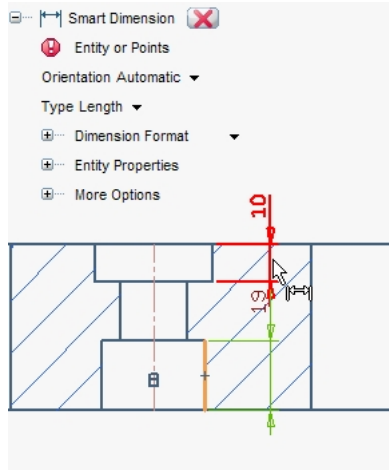 Smart Dimension
Entity or Points
Orientation Automatic
Type Length
Dimension Format
Entity Properties
More Options
10
19
B